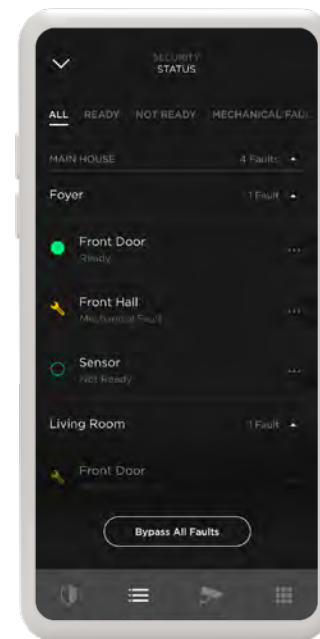 SECURITY
STATUS
ALL READY NOT READY MECHANICAL FAU
MAIN HOUSE 4 Faults
Foyer 1 Fault
Front Door
Ready
Front Hall
Mechanical Fault
Sensor
Not Ready
Living Room 1 Fault
Front Door
Bypass All Faults